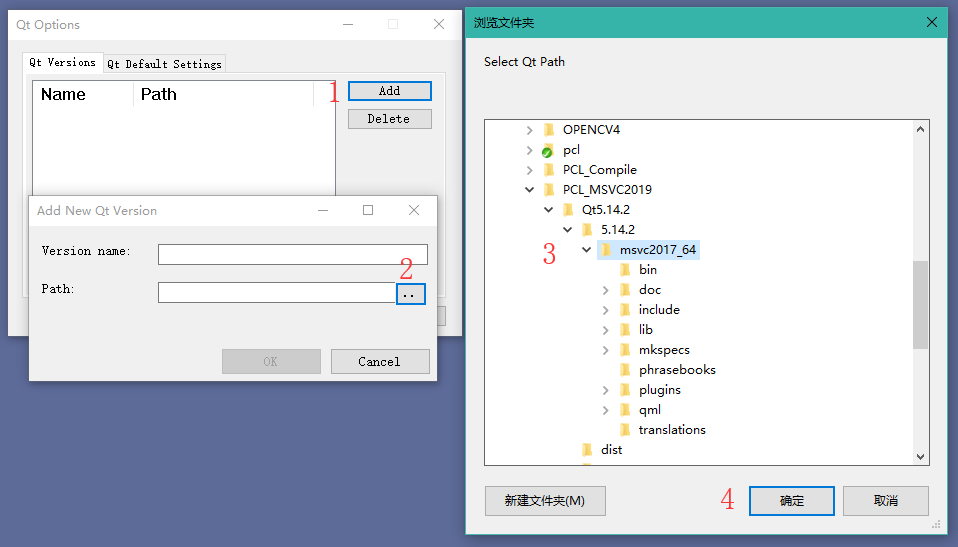 Qt Options
Qt Versions Qt Default Settings
Name Path
1 Add
Delete
Add New Qt Version
Version name:
2
Path: ..
OK Cancel
浏览文件夹
Select Qt Path
OPENCV4
pcl
PCL_Compile
PCL_MSVC2019
Qt5.14.2
5.14.2
3 msvc2017_64
bin
doc
include
lib
mkspecs
phrasebooks
plugins
qml
translations
dist
新建文件夹(M) 4 确定 取消